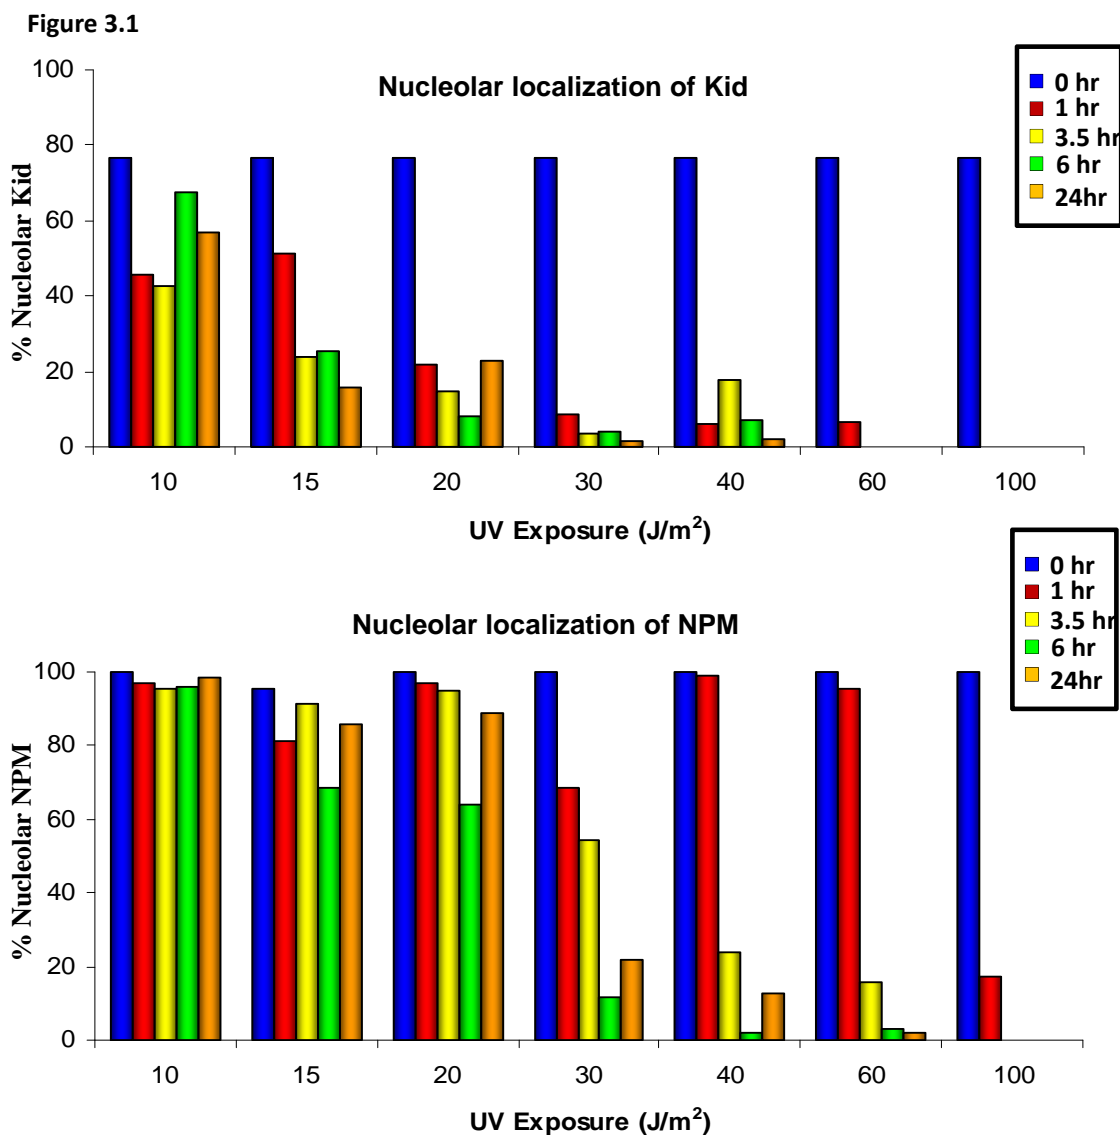 Figure 3.1
Nucleolar localization of Kid
% Nucleolar Kid
100
80
60
40
20
0
10 15 20 30 40 60 100
UV Exposure (J/m²)
0 hr
1 hr
3.5 hr
6 hr
24hr
Nucleolar localization of NPM
% Nucleolar NPM
100
80
60
40
20
0
10 15 20 30 40 60 100
UV Exposure (J/m²)
0 hr
1 hr
3.5 hr
6 hr
24hr